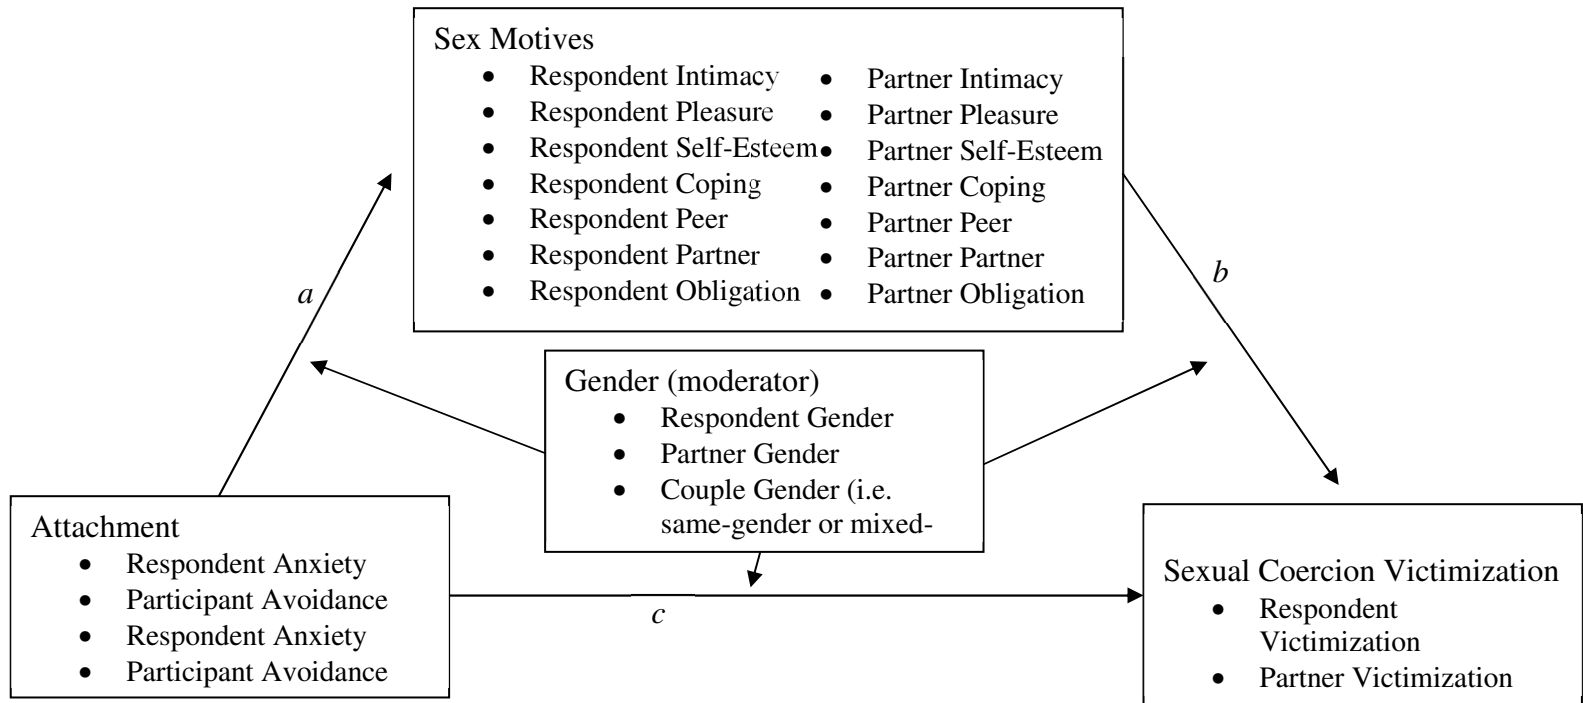 Sex Motives
• Respondent Intimacy
• Respondent Pleasure
• Respondent Self-Esteem
• Respondent Coping
• Respondent Peer
• Respondent Partner
• Respondent Obligation
• Partner Intimacy
• Partner Pleasure
• Partner Self-Esteem
• Partner Coping
• Partner Peer
• Partner Partner
• Partner Obligation
a
b
Gender (moderator)
• Respondent Gender
• Partner Gender
• Couple Gender (i.e.
same-gender or mixed-
Attachment
• Respondent Anxiety
• Participant Avoidance
• Respondent Anxiety
• Participant Avoidance
c
Sexual Coercion Victimization
• Respondent
Victimization
• Partner Victimization